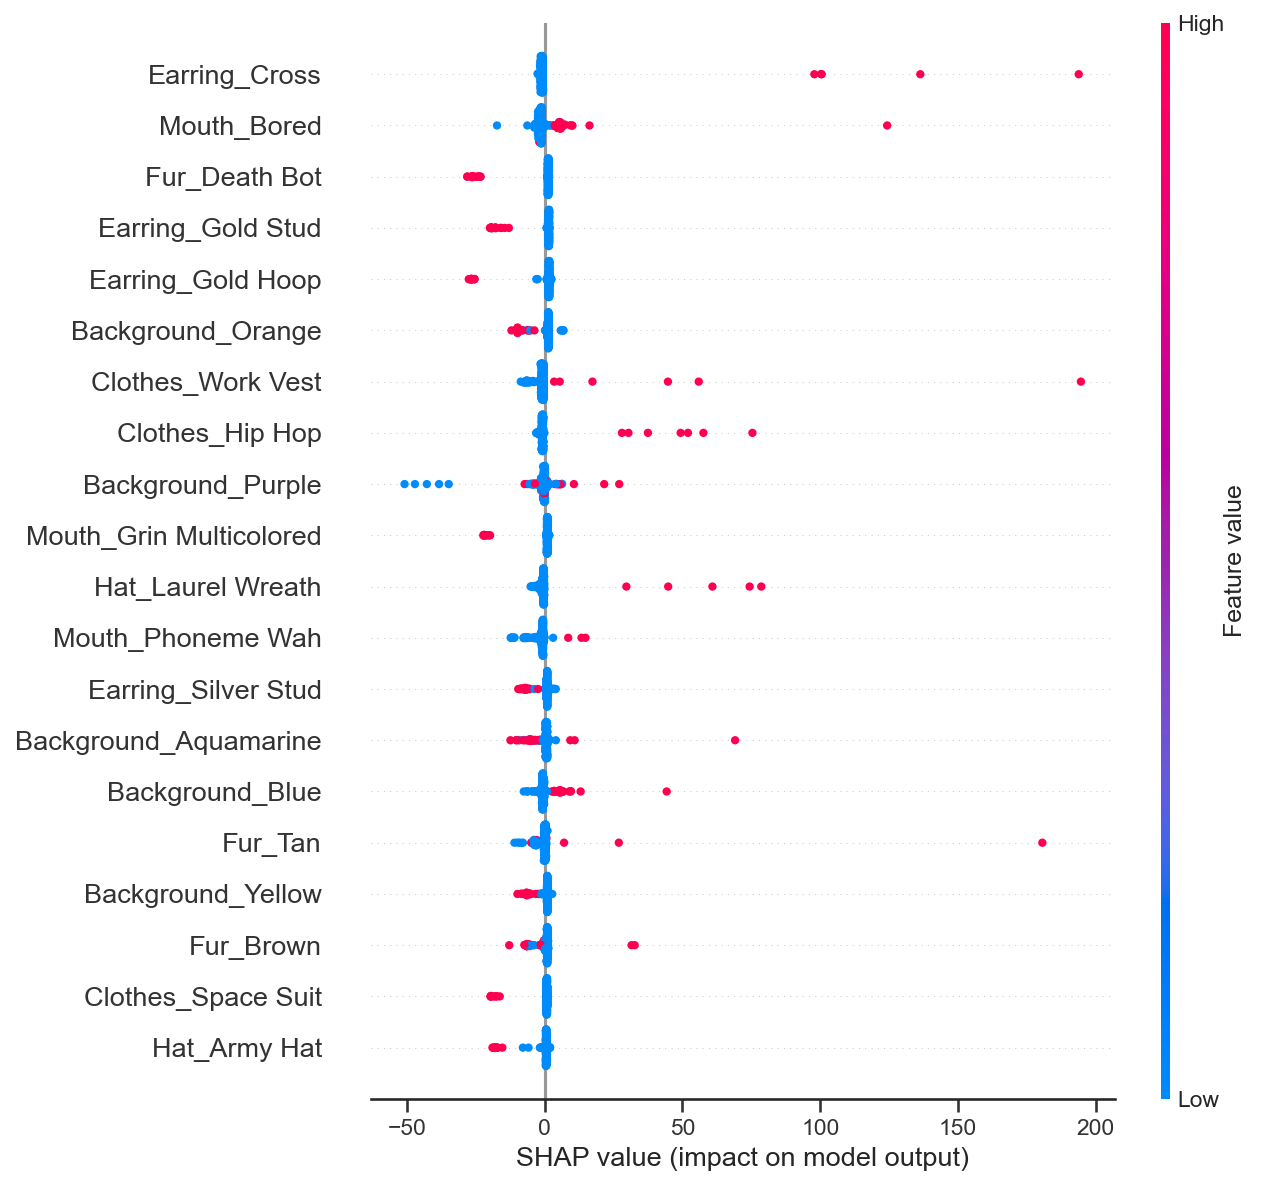 High
Earring_Cross
Mouth_Bored
Fur_Death Bot
Earring_Gold Stud
Earring_Gold Hoop
Background_Orange
Clothes_Work Vest
Clothes_Hip Hop
Background_Purple
Mouth_Grin Multicolored
Hat_Laurel Wreath
Mouth_Phoneme Wah
Earring_Silver Stud
Background_Aquamarine
Background_Blue
Fur_Tan
Background_Yellow
Fur_Brown
Clothes_Space Suit
Hat_Army Hat
Feature value
Low
−50 0 50 100 150 200
SHAP value (impact on model output)